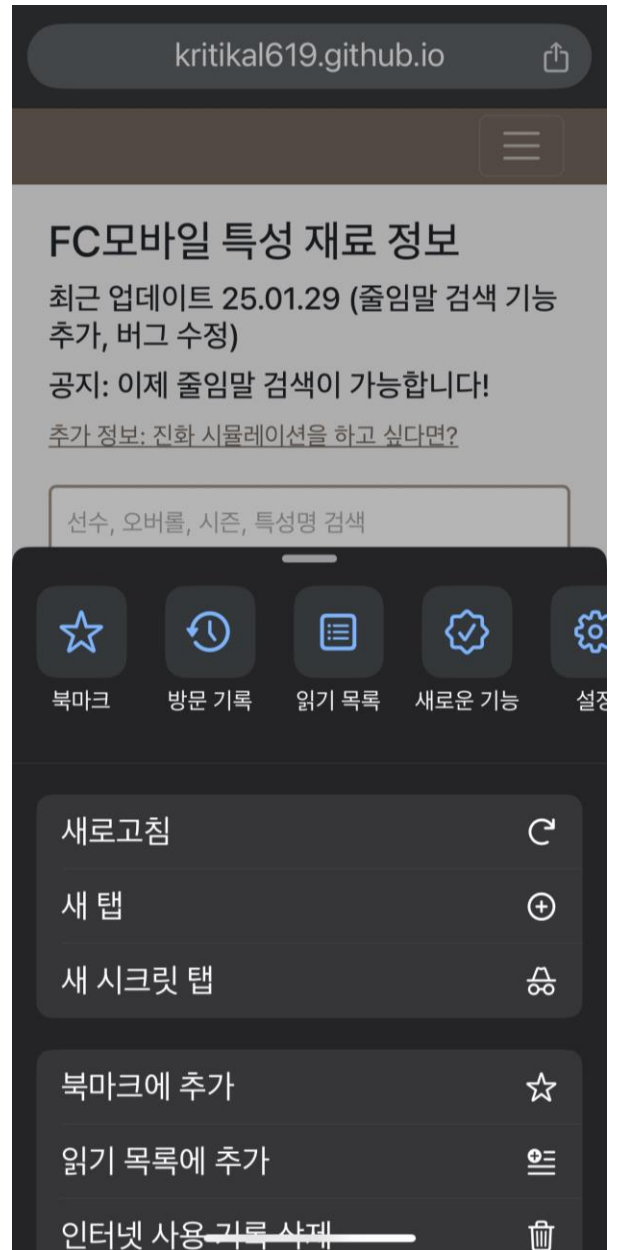 kritikal619.github.io
FC모바일 특성 재료 정보
최근 업데이트 25.01.29 (줄임말 검색 기능
추가, 버그 수정)
공지: 이제 줄임말 검색이 가능합니다!
추가 정보: 진화 시뮬레이션을 하고 싶다면?
선수, 오버롤, 시즌, 특성명 검색
북마크 방문 기록 읽기 목록 새로운 기능 설정
새로고침
새 탭
새 시크릿 탭
북마크에 추가
읽기 목록에 추가
인터넷 사용 기록 삭제